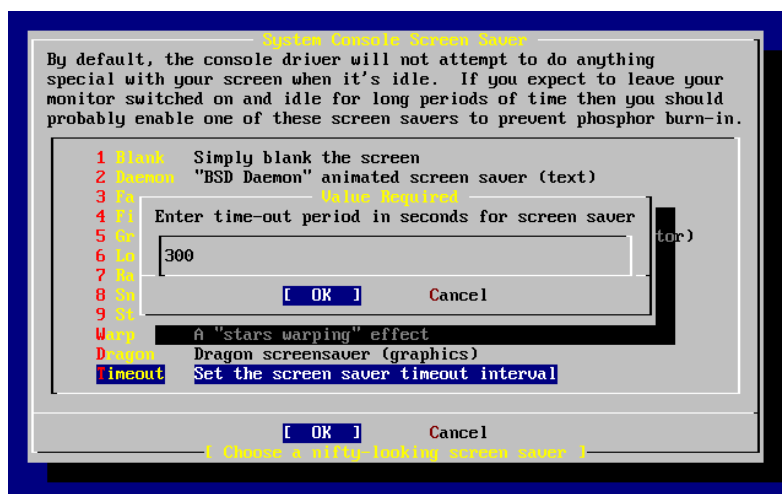 System Console Screen Saver
By default, the console driver will not attempt to do anything
special with your screen when it's idle.  If you expect to leave your
monitor switched on and idle for long periods of time then you should
probably enable one of these screen savers to prevent phosphor burn-in.
1 Blank Simply blank the screen
2 Daemon "BSD Daemon" animated screen saver (text)
3 Fa
4 Fi
5 Gr tor)
6 Lo
7 Ra
8 Sn
9 St
Value Required
Enter time-out period in seconds for screen saver
300
[ OK ] Cancel
Warp A "stars warping" effect
Dragon Dragon screensaver (graphics)
Timeout Set the screen saver timeout interval
[ OK ] Cancel
[ Choose a nifty-looking screen saver ]